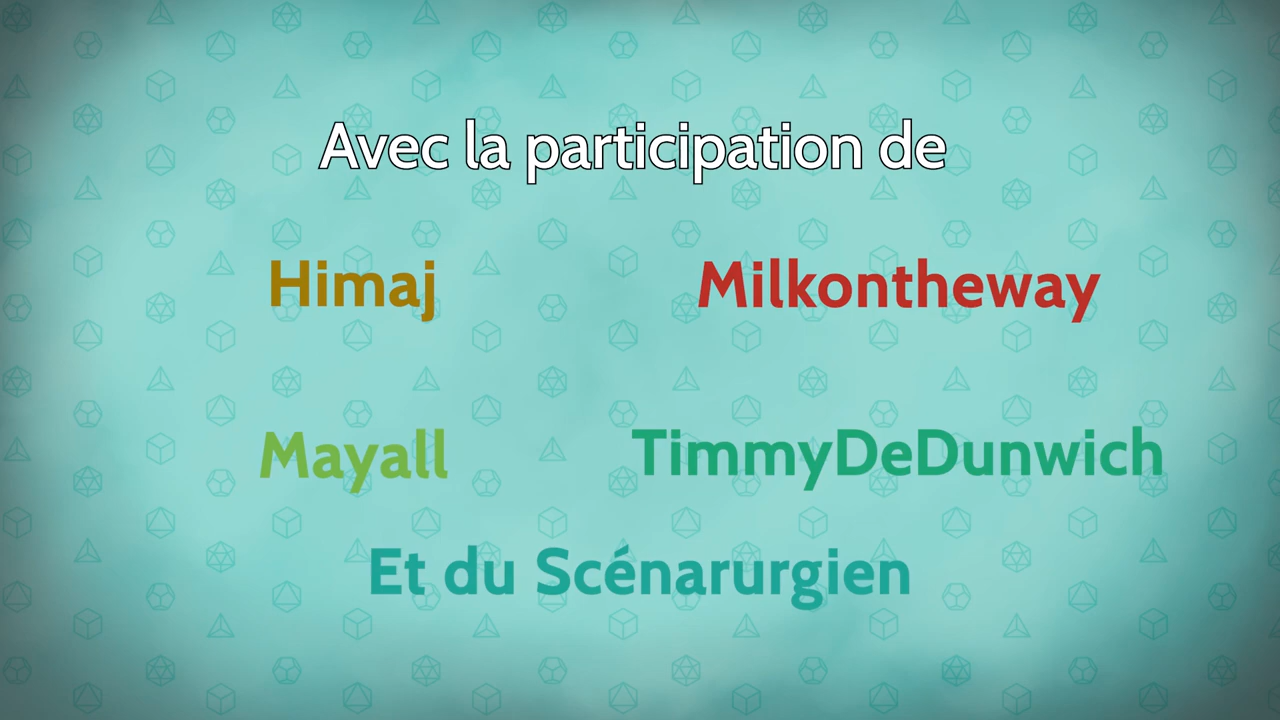 Avec la participation de
Himaj
Milkontheway
Mayall
TimmyDeDunwich
Et du Scénarurgien